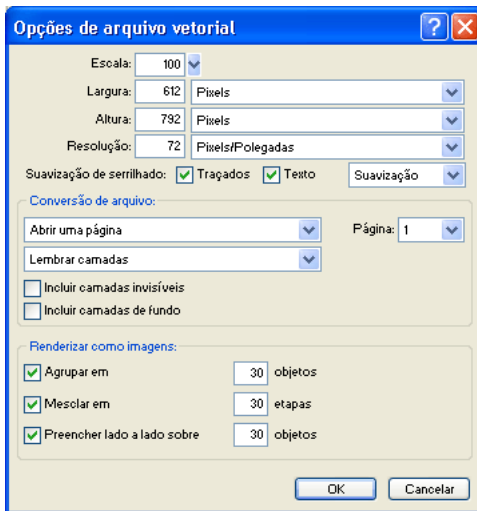 Opções de arquivo vetorial
Escala: 100
Largura: 612 Pixels
Altura: 792 Pixels
Resolução: 72 Pixels/Polegadas
Suavização de serrilhado: Traçados Texto Suavização
Conversão de arquivo:
Abrir uma página Página: 1
Lembrar camadas
Incluir camadas invisíveis
Incluir camadas de fundo
Renderizar como imagens:
Agrupar em 30 objetos
Mesclar em 30 etapas
Preencher lado a lado sobre 30 objetos
OK Cancelar